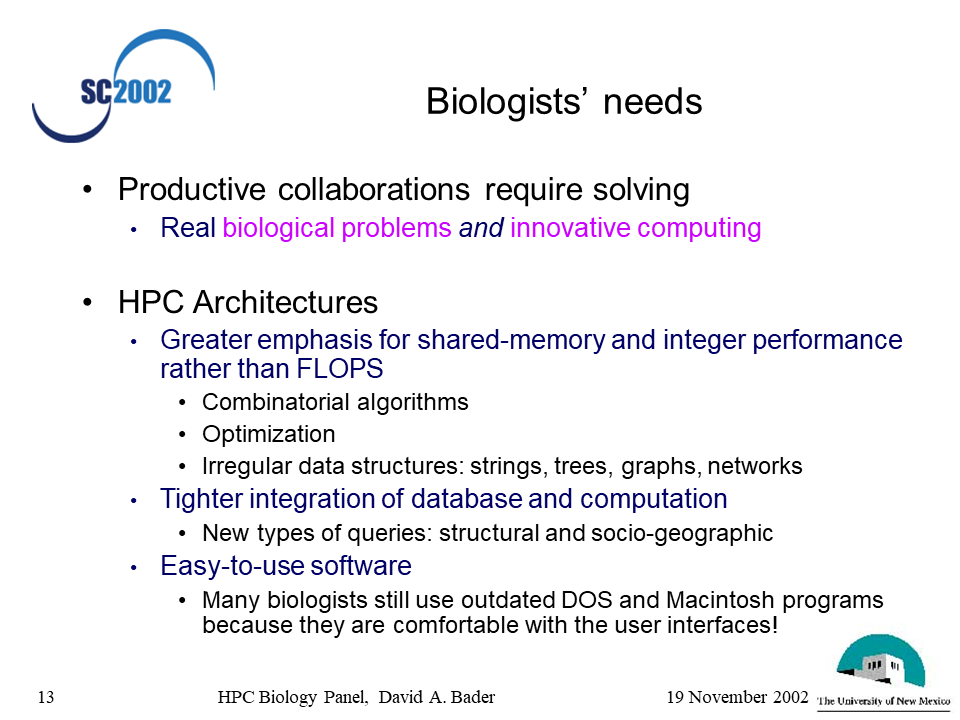 SC2002
Biologists’ needs
• Productive collaborations require solving
• Real biological problems and innovative computing
• HPC Architectures
• Greater emphasis for shared-memory and integer performance
rather than FLOPS
• Combinatorial algorithms
• Optimization
• Irregular data structures: strings, trees, graphs, networks
• Tighter integration of database and computation
• New types of queries: structural and socio-geographic
• Easy-to-use software
• Many biologists still use outdated DOS and Macintosh programs
because they are comfortable with the user interfaces!
13 HPC Biology Panel, David A. Bader 19 November 2002
The University of New Mexico